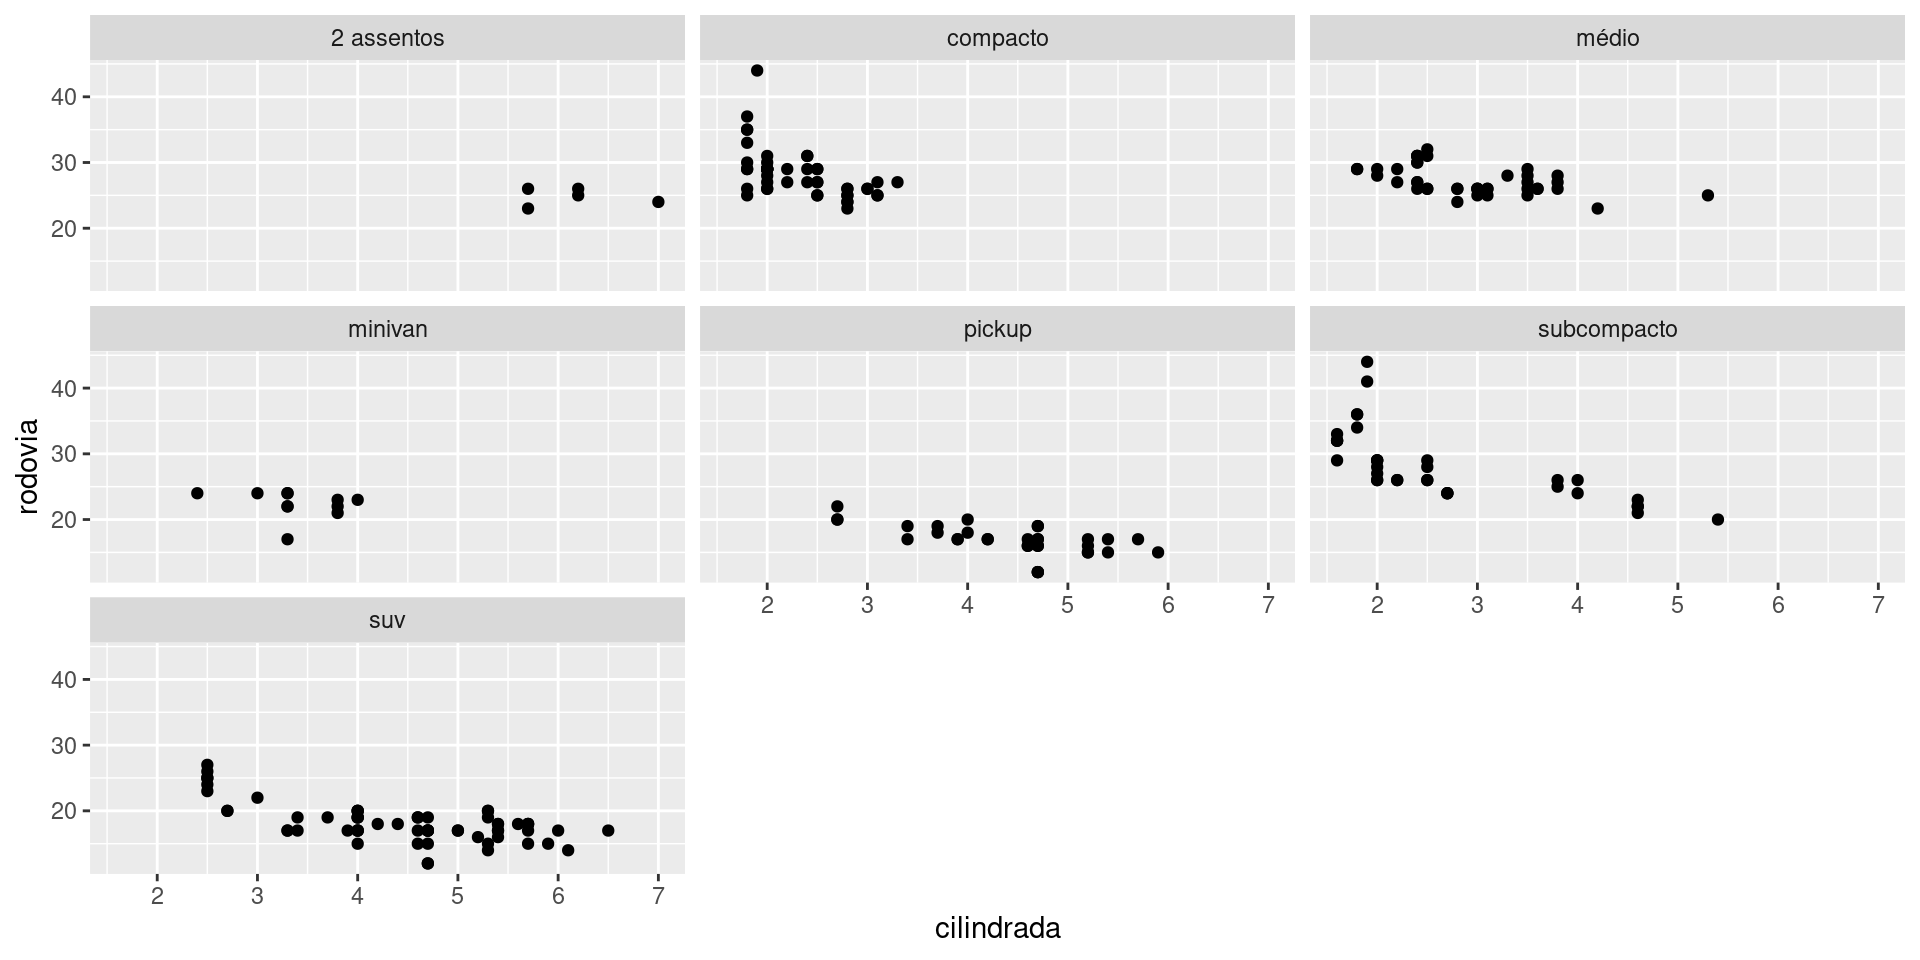 2 assentos
compacto
médio
40
30
20
minivan
pickup
subcompacto
40
30
20
rodovia
2 3 4 5 6 7
2 3 4 5 6 7
suv
40
30
20
2 3 4 5 6 7
cilindrada